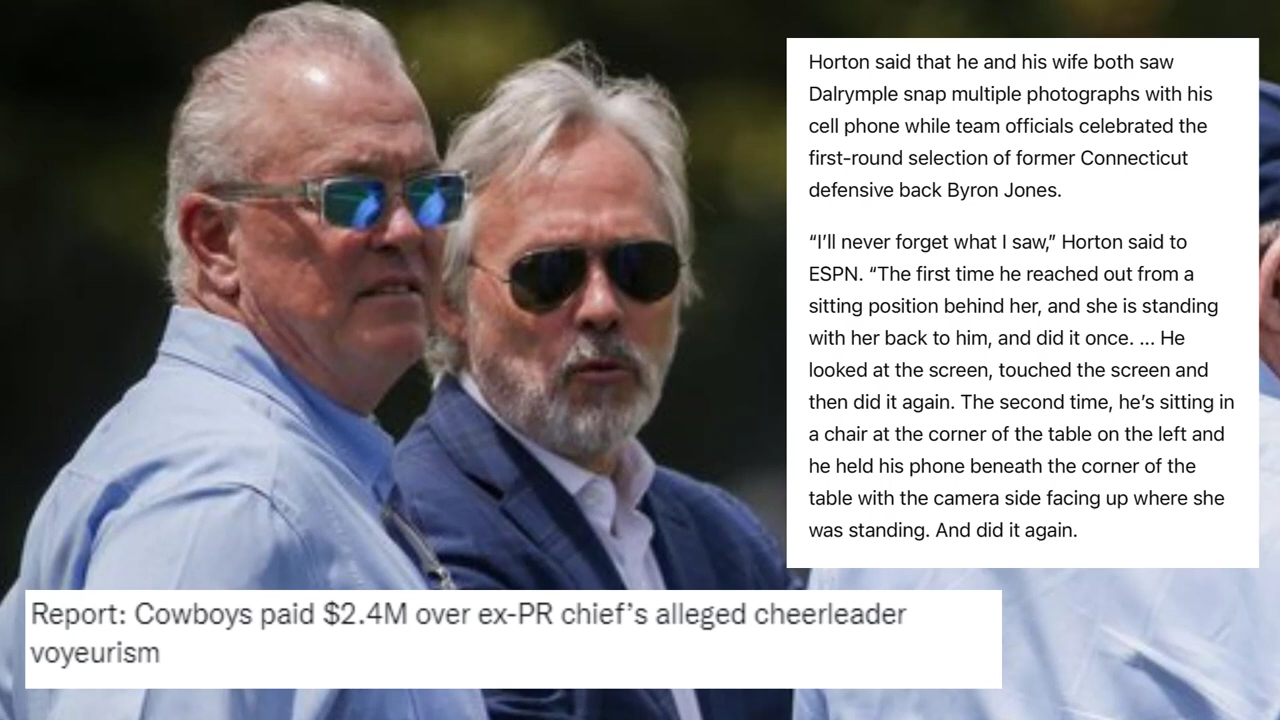 Horton said that he and his wife both saw
Dalrymple snap multiple photographs with his
cell phone while team officials celebrated the
first-round selection of former Connecticut
defensive back Byron Jones.
“I’ll never forget what I saw,” Horton said to
ESPN. “The first time he reached out from a
sitting position behind her, and she is standing
with her back to him, and did it once. ... He
looked at the screen, touched the screen and
then did it again. The second time, he’s sitting in
a chair at the corner of the table on the left and
he held his phone beneath the corner of the
table with the camera side facing up where she
was standing. And did it again.
Report: Cowboys paid $2.4M over ex-PR chief’s alleged cheerleader
voyeurism